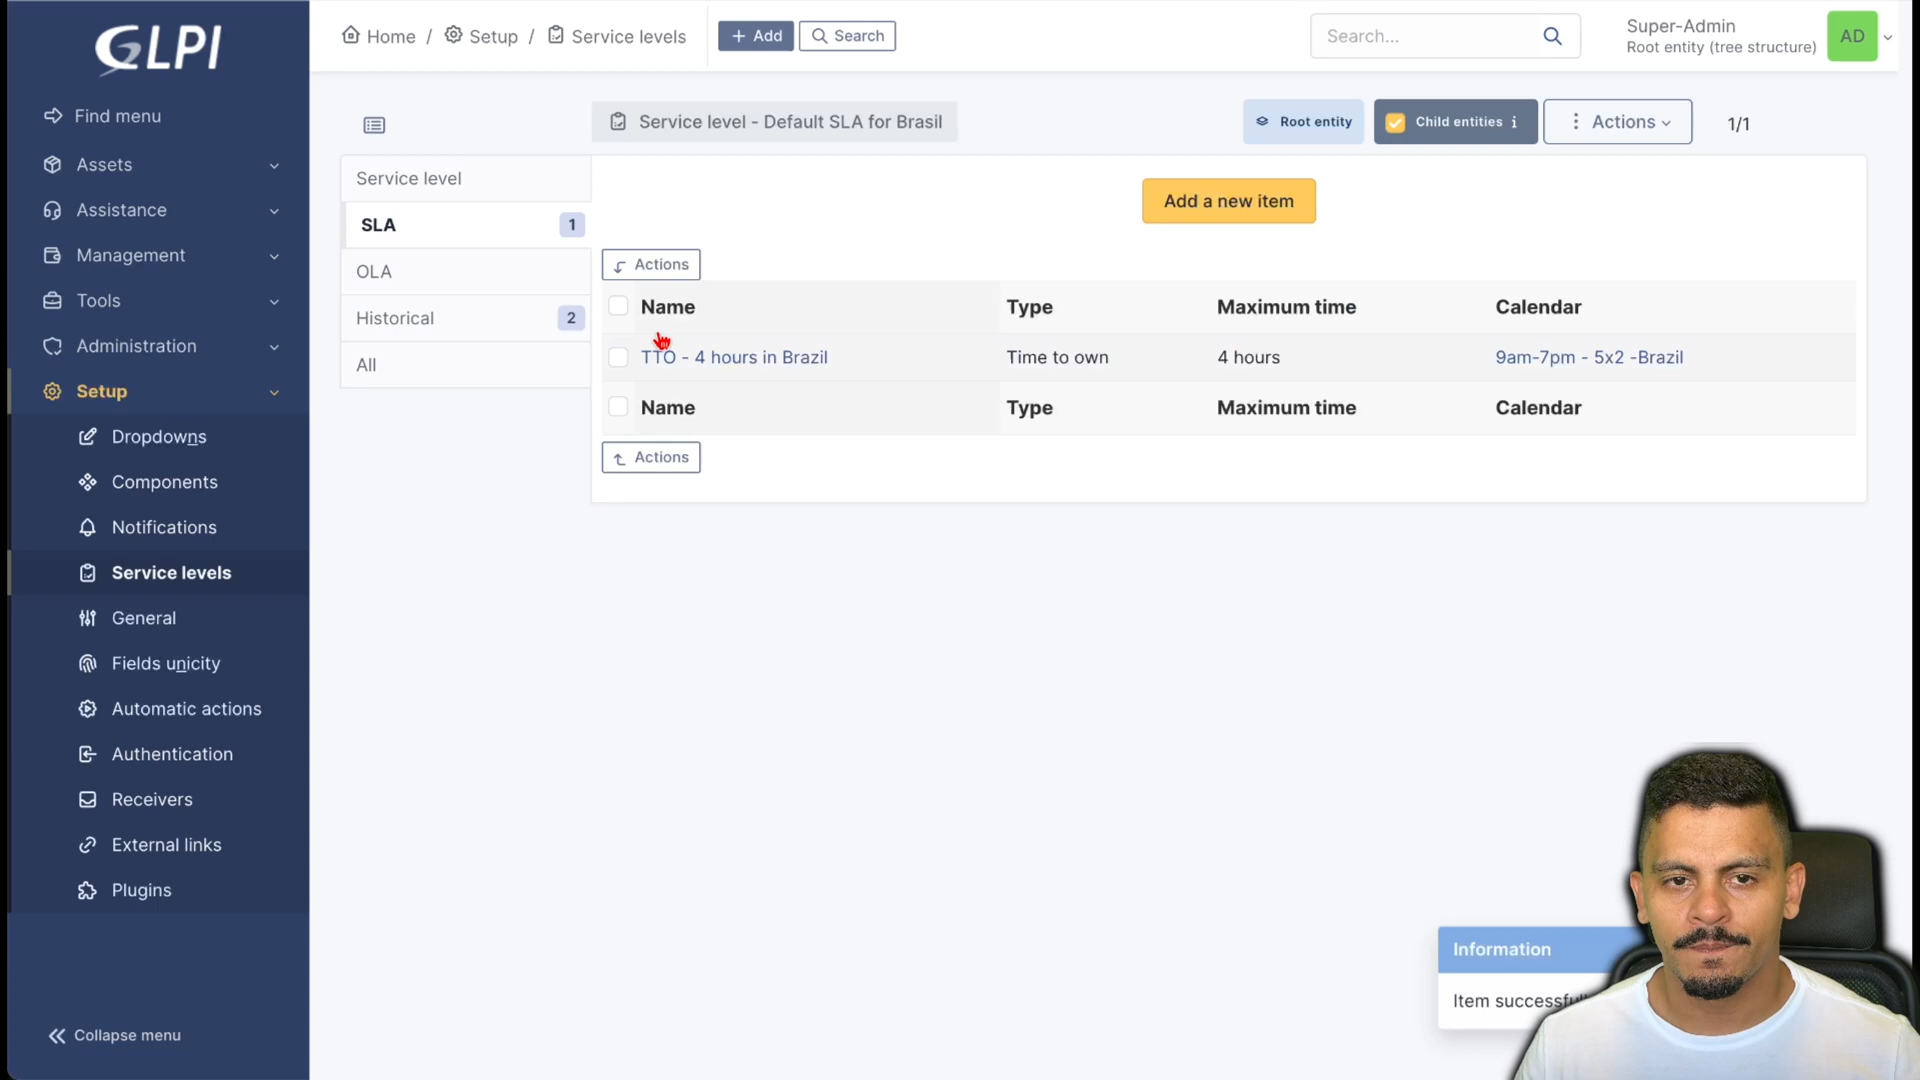 GLPI
Find menu
Assets
Assistance
Management
Tools
Administration
Setup
Dropdowns
Components
Notifications
Service levels
General
Fields unicity
Automatic actions
Authentication
Receivers
External links
Plugins
Collapse menu
Home / Setup / Service levels
+ Add
Search
Search...
Super-Admin
Root entity (tree structure)
AD
Service level - Default SLA for Brasil
Root entity
Child entities i
Actions
1/1
Service level
SLA 1
OLA
Historical 2
All
Add a new item
Actions
Name Type Maximum time Calendar
TTO - 4 hours in Brazil Time to own 4 hours 9am-7pm - 5x2 -Brazil
Name Type Maximum time Calendar
Actions
Information
Item